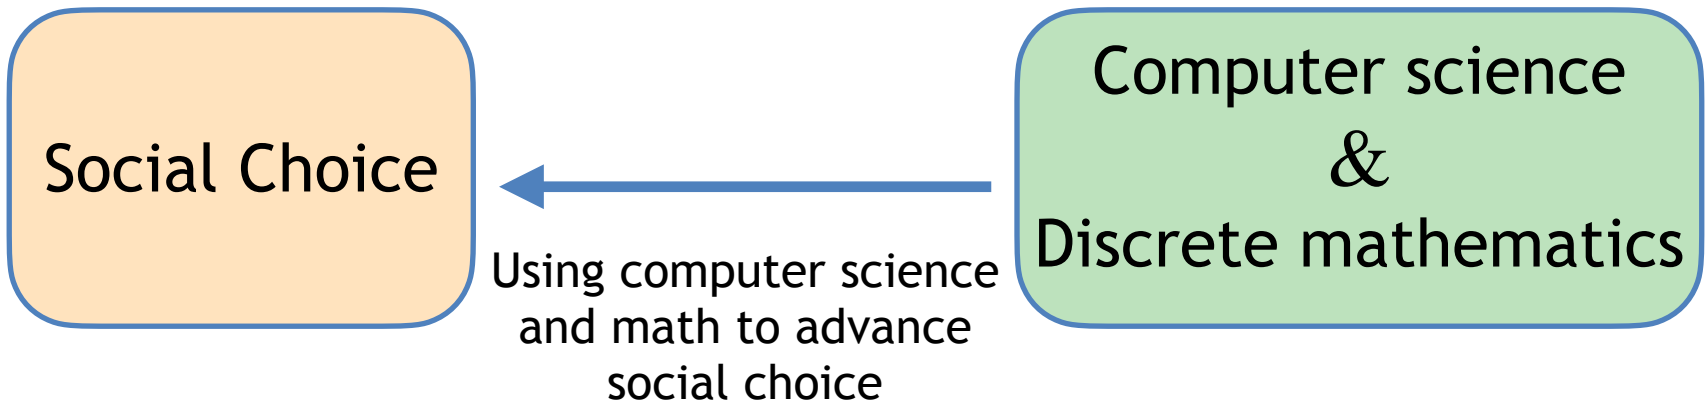 Social Choice
Computer science
&
Discrete mathematics
Using computer science
and math to advance
social choice